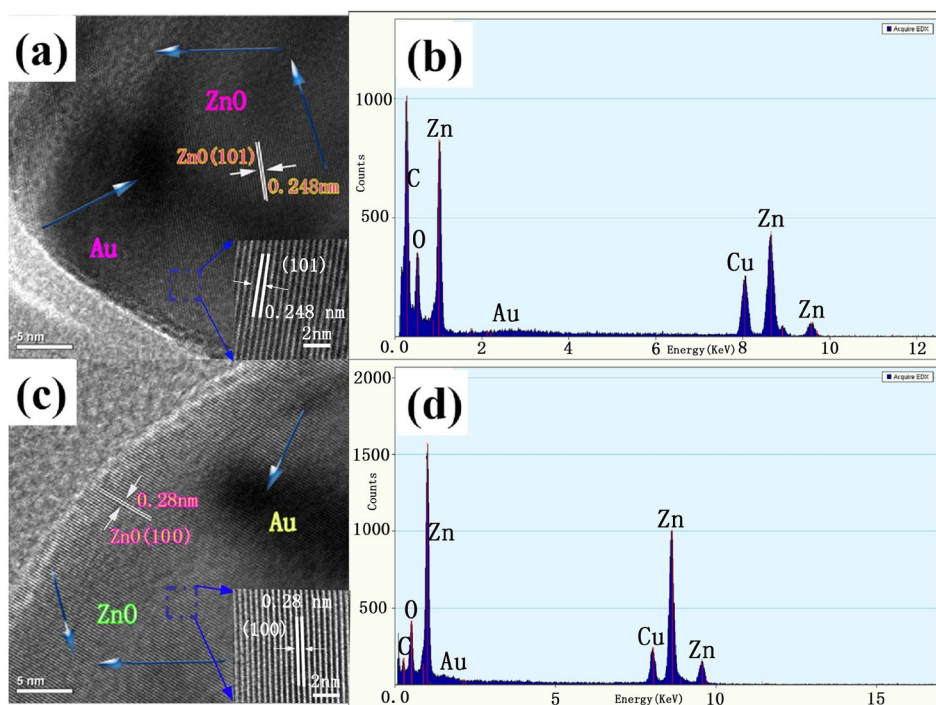 (a)
ZnO
ZnO(101)
0.248nm
Au
(101)
0.248 nm
2nm
5 nm
(b)
Acquire EDX
1000
500
Counts
C
O
Zn
Au
Cu
Zn
Zn
0.0
2
4
6
8
10
12
Energy(KeV)
(c)
0.28nm
ZnO(100)
Au
ZnO
0.28 nm
(100)
2nm
5 nm
(d)
Acquire EDX
2000
1500
1000
500
0.0
Counts
C
O
Zn
Au
Cu
Zn
Zn
5
10
15
Energy(KeV)